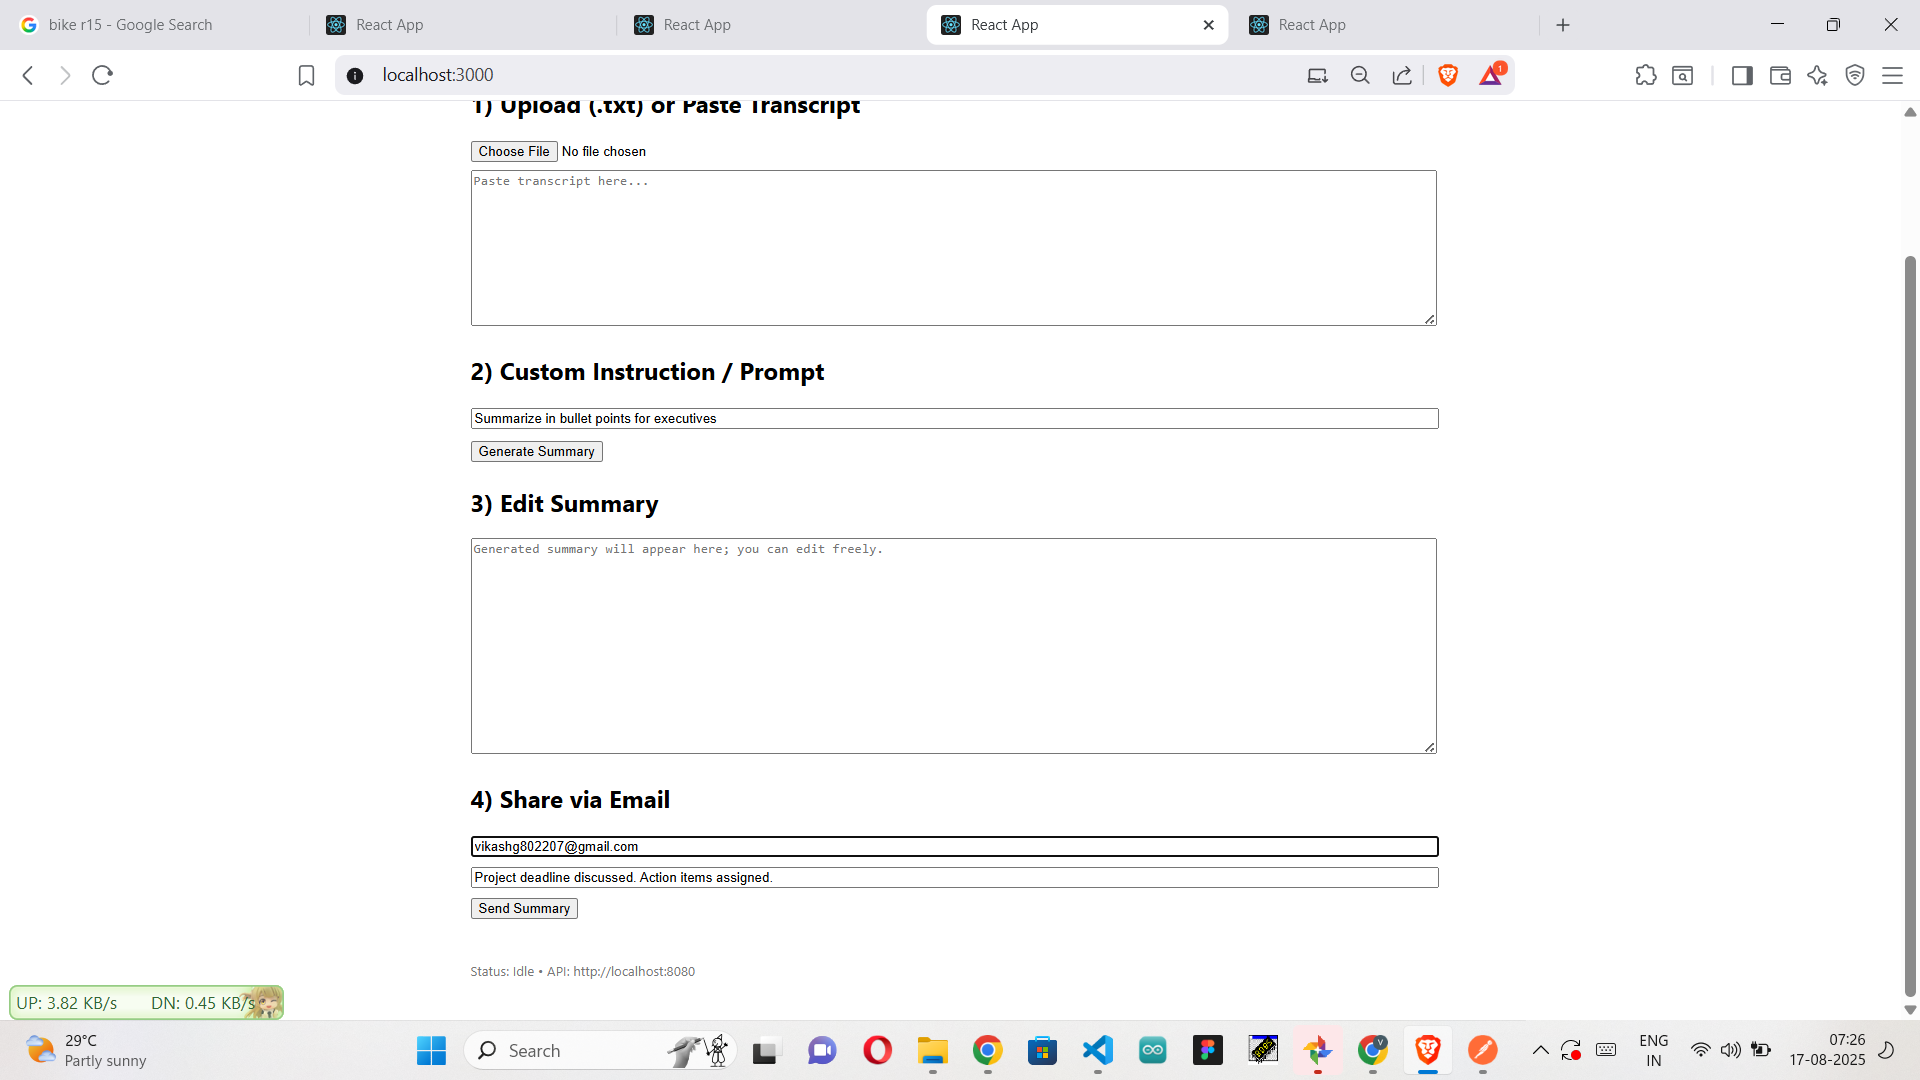 bike r15 - Google Search
React App
React App
React App
React App
localhost:3000
1
1) Upload (.txt) or Paste Transcript
Choose File No file chosen
Paste transcript here...
2) Custom Instruction / Prompt
Summarize in bullet points for executives
Generate Summary
3) Edit Summary
Generated summary will appear here; you can edit freely.
4) Share via Email
vikashg802207@gmail.com
Project deadline discussed. Action items assigned.
Send Summary
Status: Idle • API: http://localhost:8080
UP: 3.82 KB/s DN: 0.45 KB/s
29°C
Partly sunny
Search
V
ENG
IN
07:26
17-08-2025